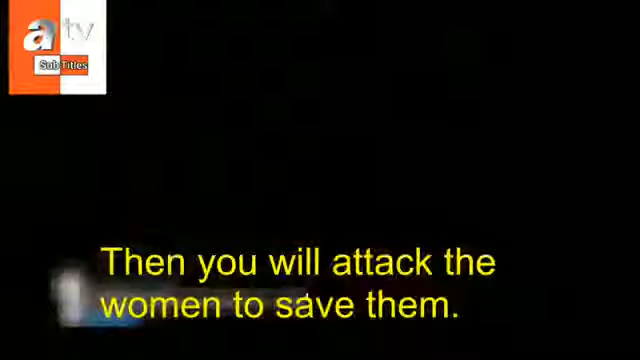 atv
SubTitles
Then you will attack the
women to save them.